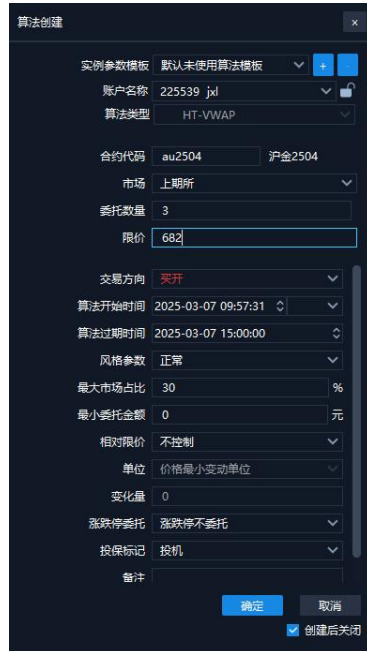 算法创建 ×
实例参数模板 默认未使用算法模板 + -
账户名称 225539 jxl
算法类型 HT-VWAP
合约代码 au2504 沪金2504
市场 上期所
委托数量 3
限价 682
交易方向 买开
算法开始时间 2025-03-07 09:57:31
算法过期时间 2025-03-07 15:00:00
风格参数 正常
最大市场占比 30 %
最小委托金额 0 元
相对限价 不控制
单位 价格最小变动单位
变化量 0
涨跌停委托 涨跌停不委托
投保标记 投机
备注
确定 取消
创建后关闭